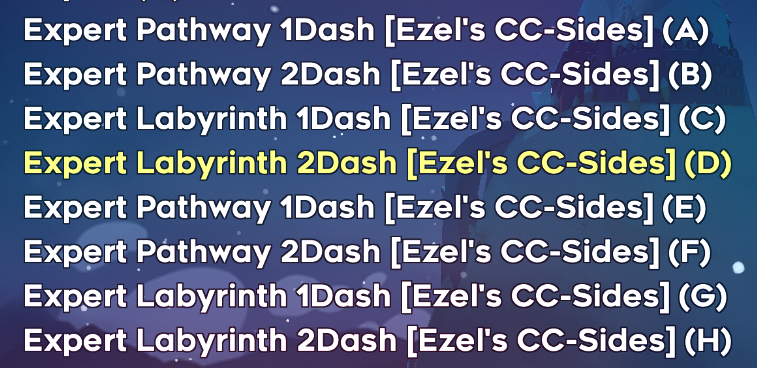 Expert Pathway 1Dash [Ezel's CC-Sides] (A)
Expert Pathway 2Dash [Ezel's CC-Sides] (B)
Expert Labyrinth 1Dash [Ezel's CC-Sides] (C)
Expert Labyrinth 2Dash [Ezel's CC-Sides] (D)
Expert Pathway 1Dash [Ezel's CC-Sides] (E)
Expert Pathway 2Dash [Ezel's CC-Sides] (F)
Expert Labyrinth 1Dash [Ezel's CC-Sides] (G)
Expert Labyrinth 2Dash [Ezel's CC-Sides] (H)